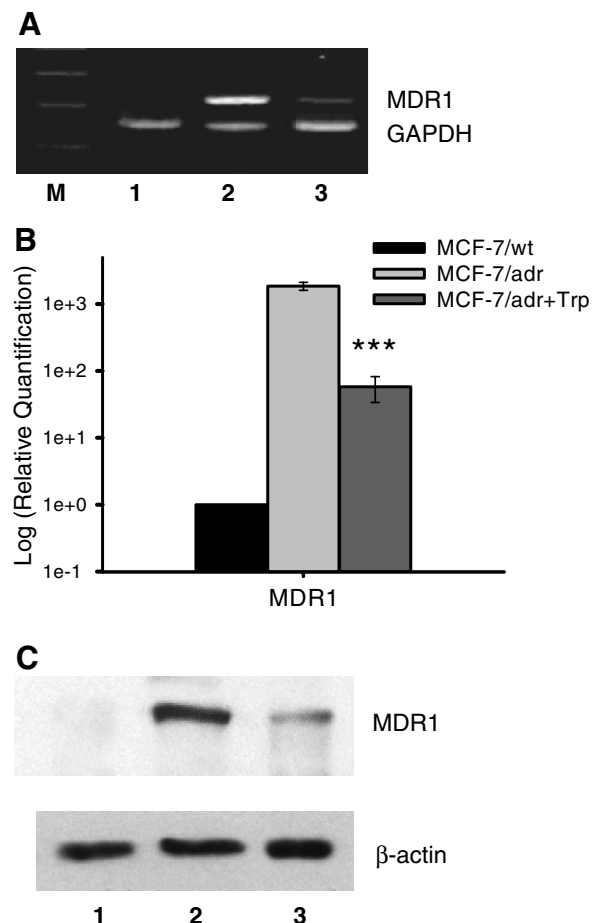 A
MDR1
GAPDH
M 1 2 3
B
MCF-7/wt
MCF-7/adr
MCF-7/adr+Trp
Log (Relative Quantification)
1e+3
1e+2
1e+1
1e+0
1e-1
***
MDR1
C
MDR1
β-actin
1 2 3